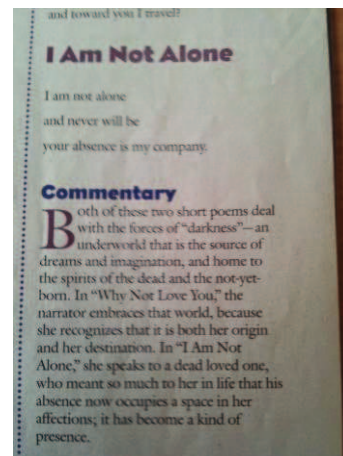 and toward you I travel?
I Am Not Alone
I am not alone
and never will be
your absence is my company.
Commentary
Both of these two short poems deal
with the forces of "darkness"—an
underworld that is the source of
dreams and imagination, and home to
the spirits of the dead and the not-yet-
born. In "Why Not Love You," the
narrator embraces that world, because
she recognizes that it is both her origin
and her destination. In "I Am Not
Alone," she speaks to a dead loved one,
who meant so much to her in life that his
absence now occupies a space in her
affections; it has become a kind of
presence.